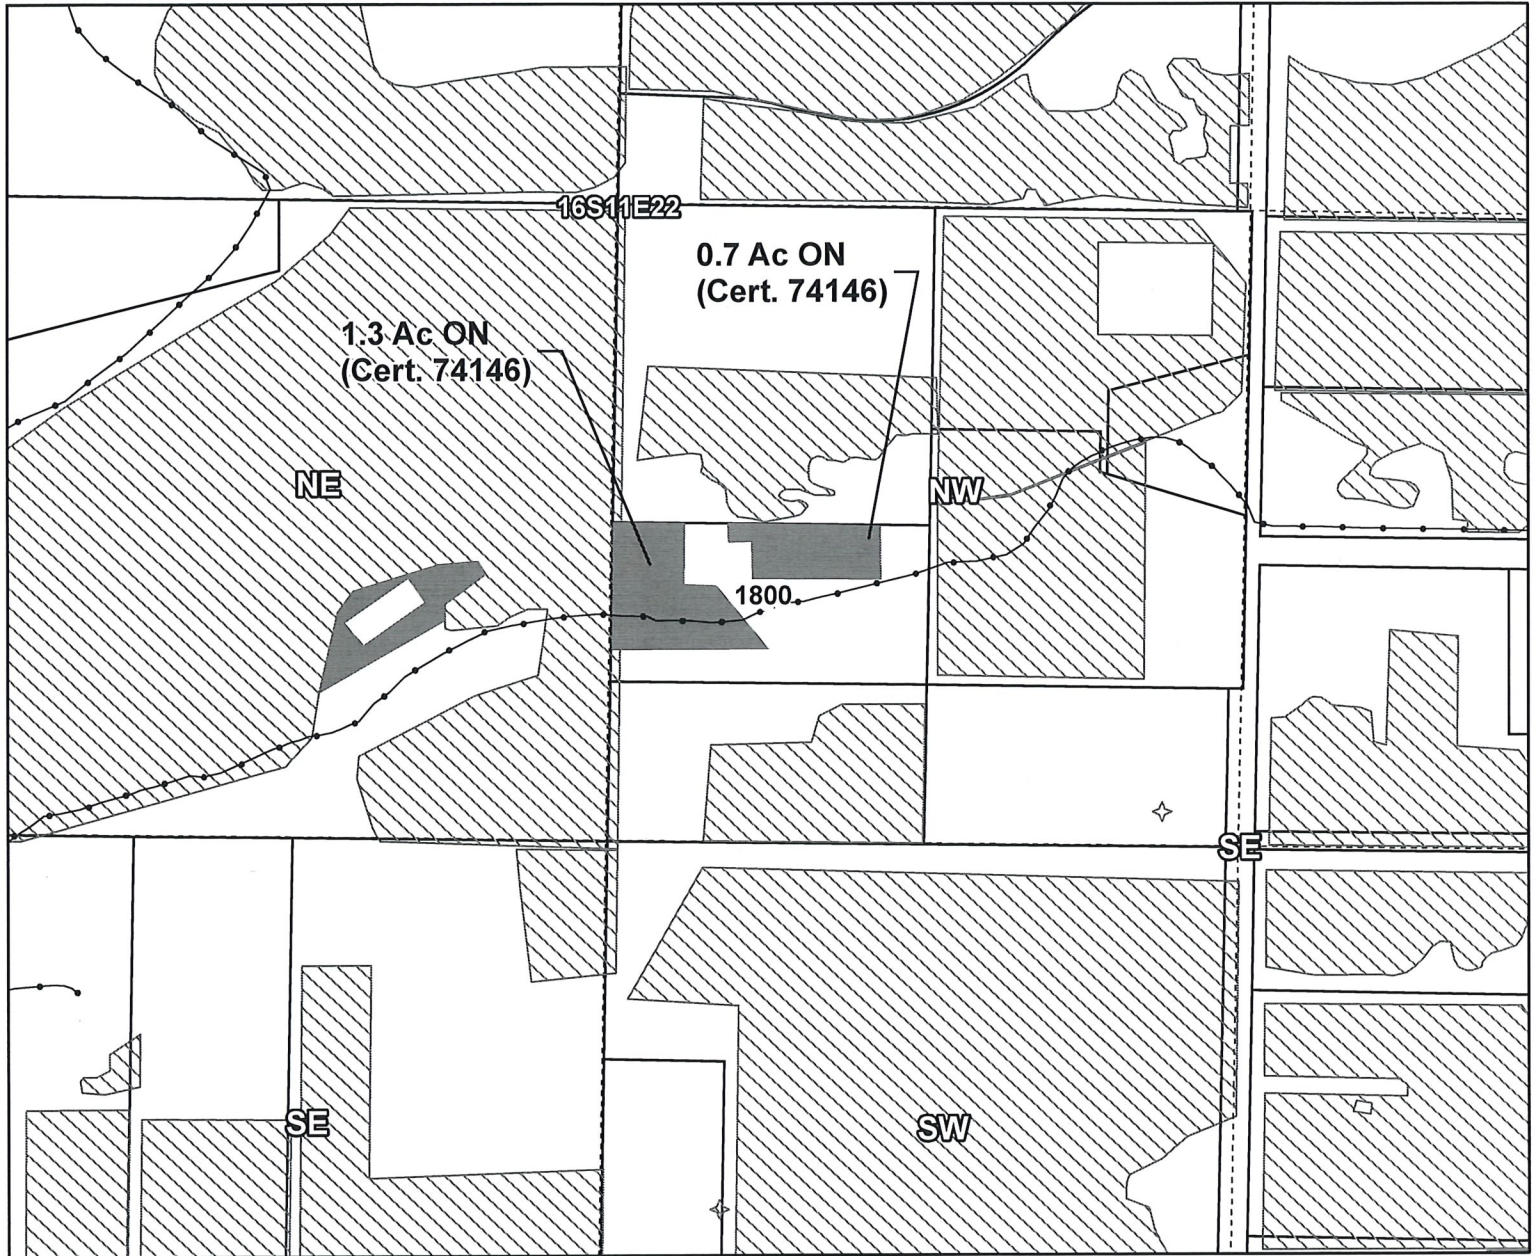 16S11E22
0.7 Ac ON
(Cert. 74146)
1.3 Ac ON
(Cert. 74146)
NE
NW
1800
SE
SE
SW